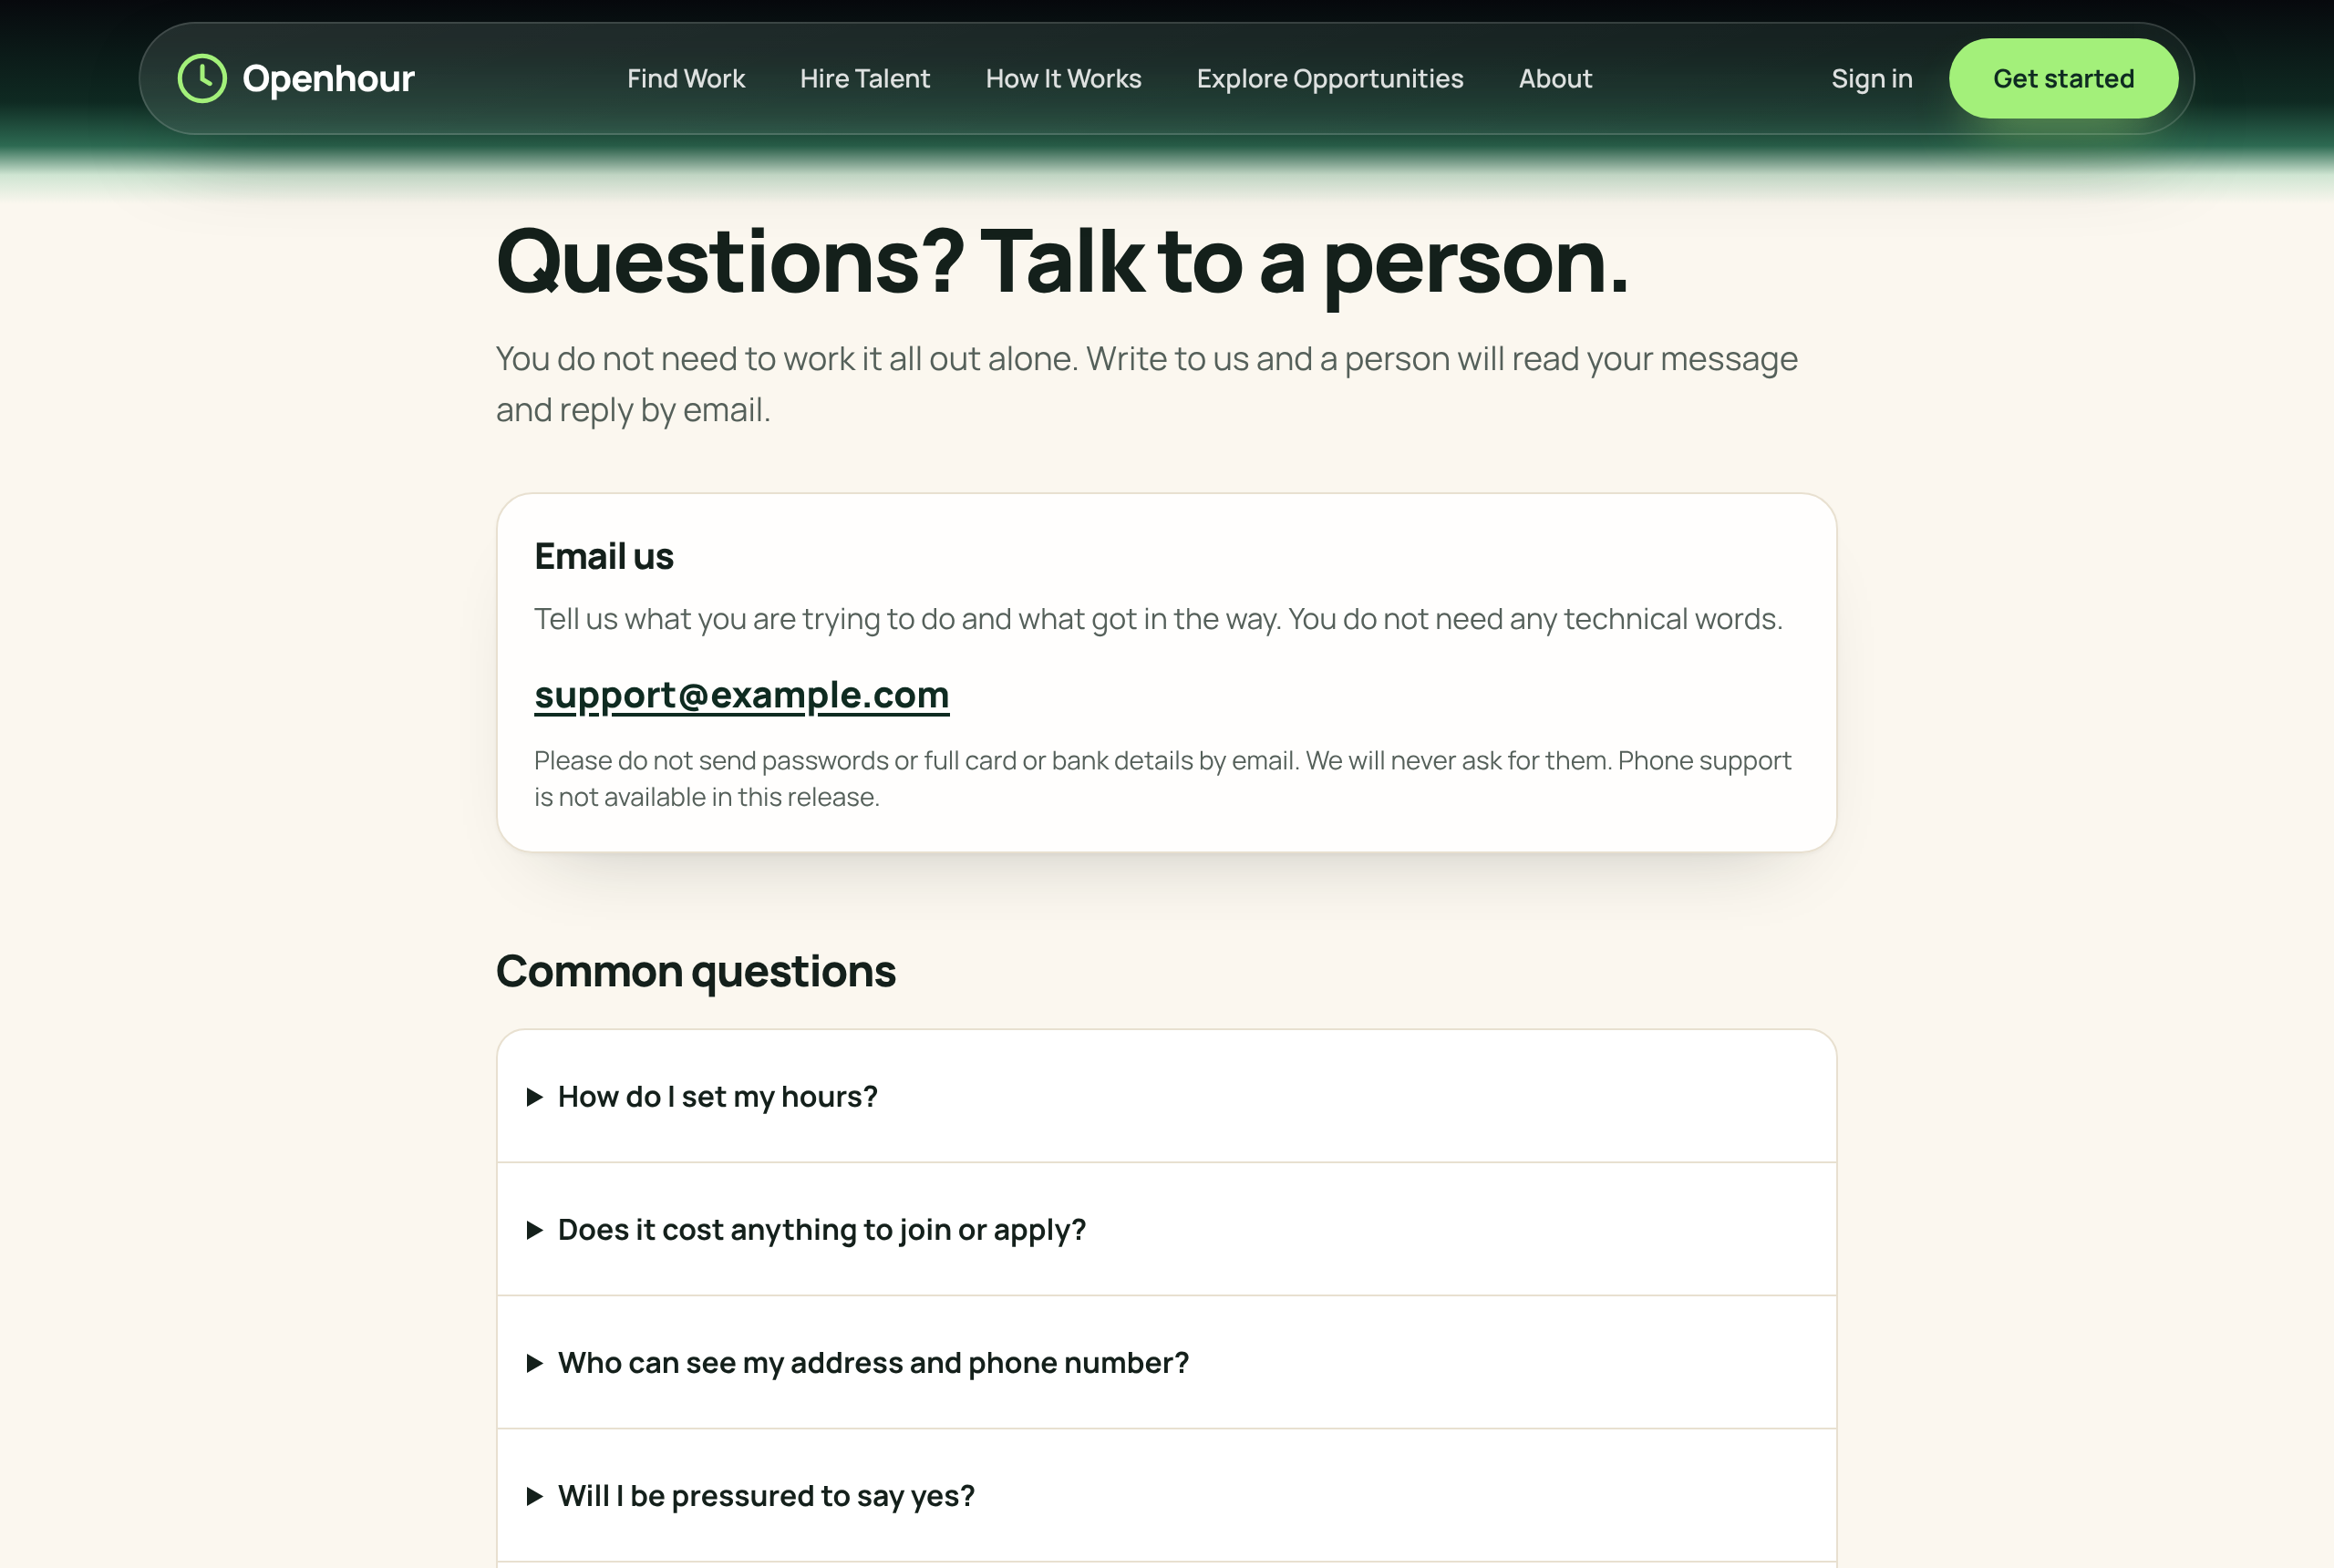 Openhour
Find Work
Hire Talent
How It Works
Explore Opportunities
About
Sign in
Get started
Questions? Talk to a person.
You do not need to work it all out alone. Write to us and a person will read your message
and reply by email.
Email us
Tell us what you are trying to do and what got in the way. You do not need any technical words.
support@example.com
Please do not send passwords or full card or bank details by email. We will never ask for them. Phone support
is not available in this release.
Common questions
How do I set my hours?
Does it cost anything to join or apply?
Who can see my address and phone number?
Will I be pressured to say yes?